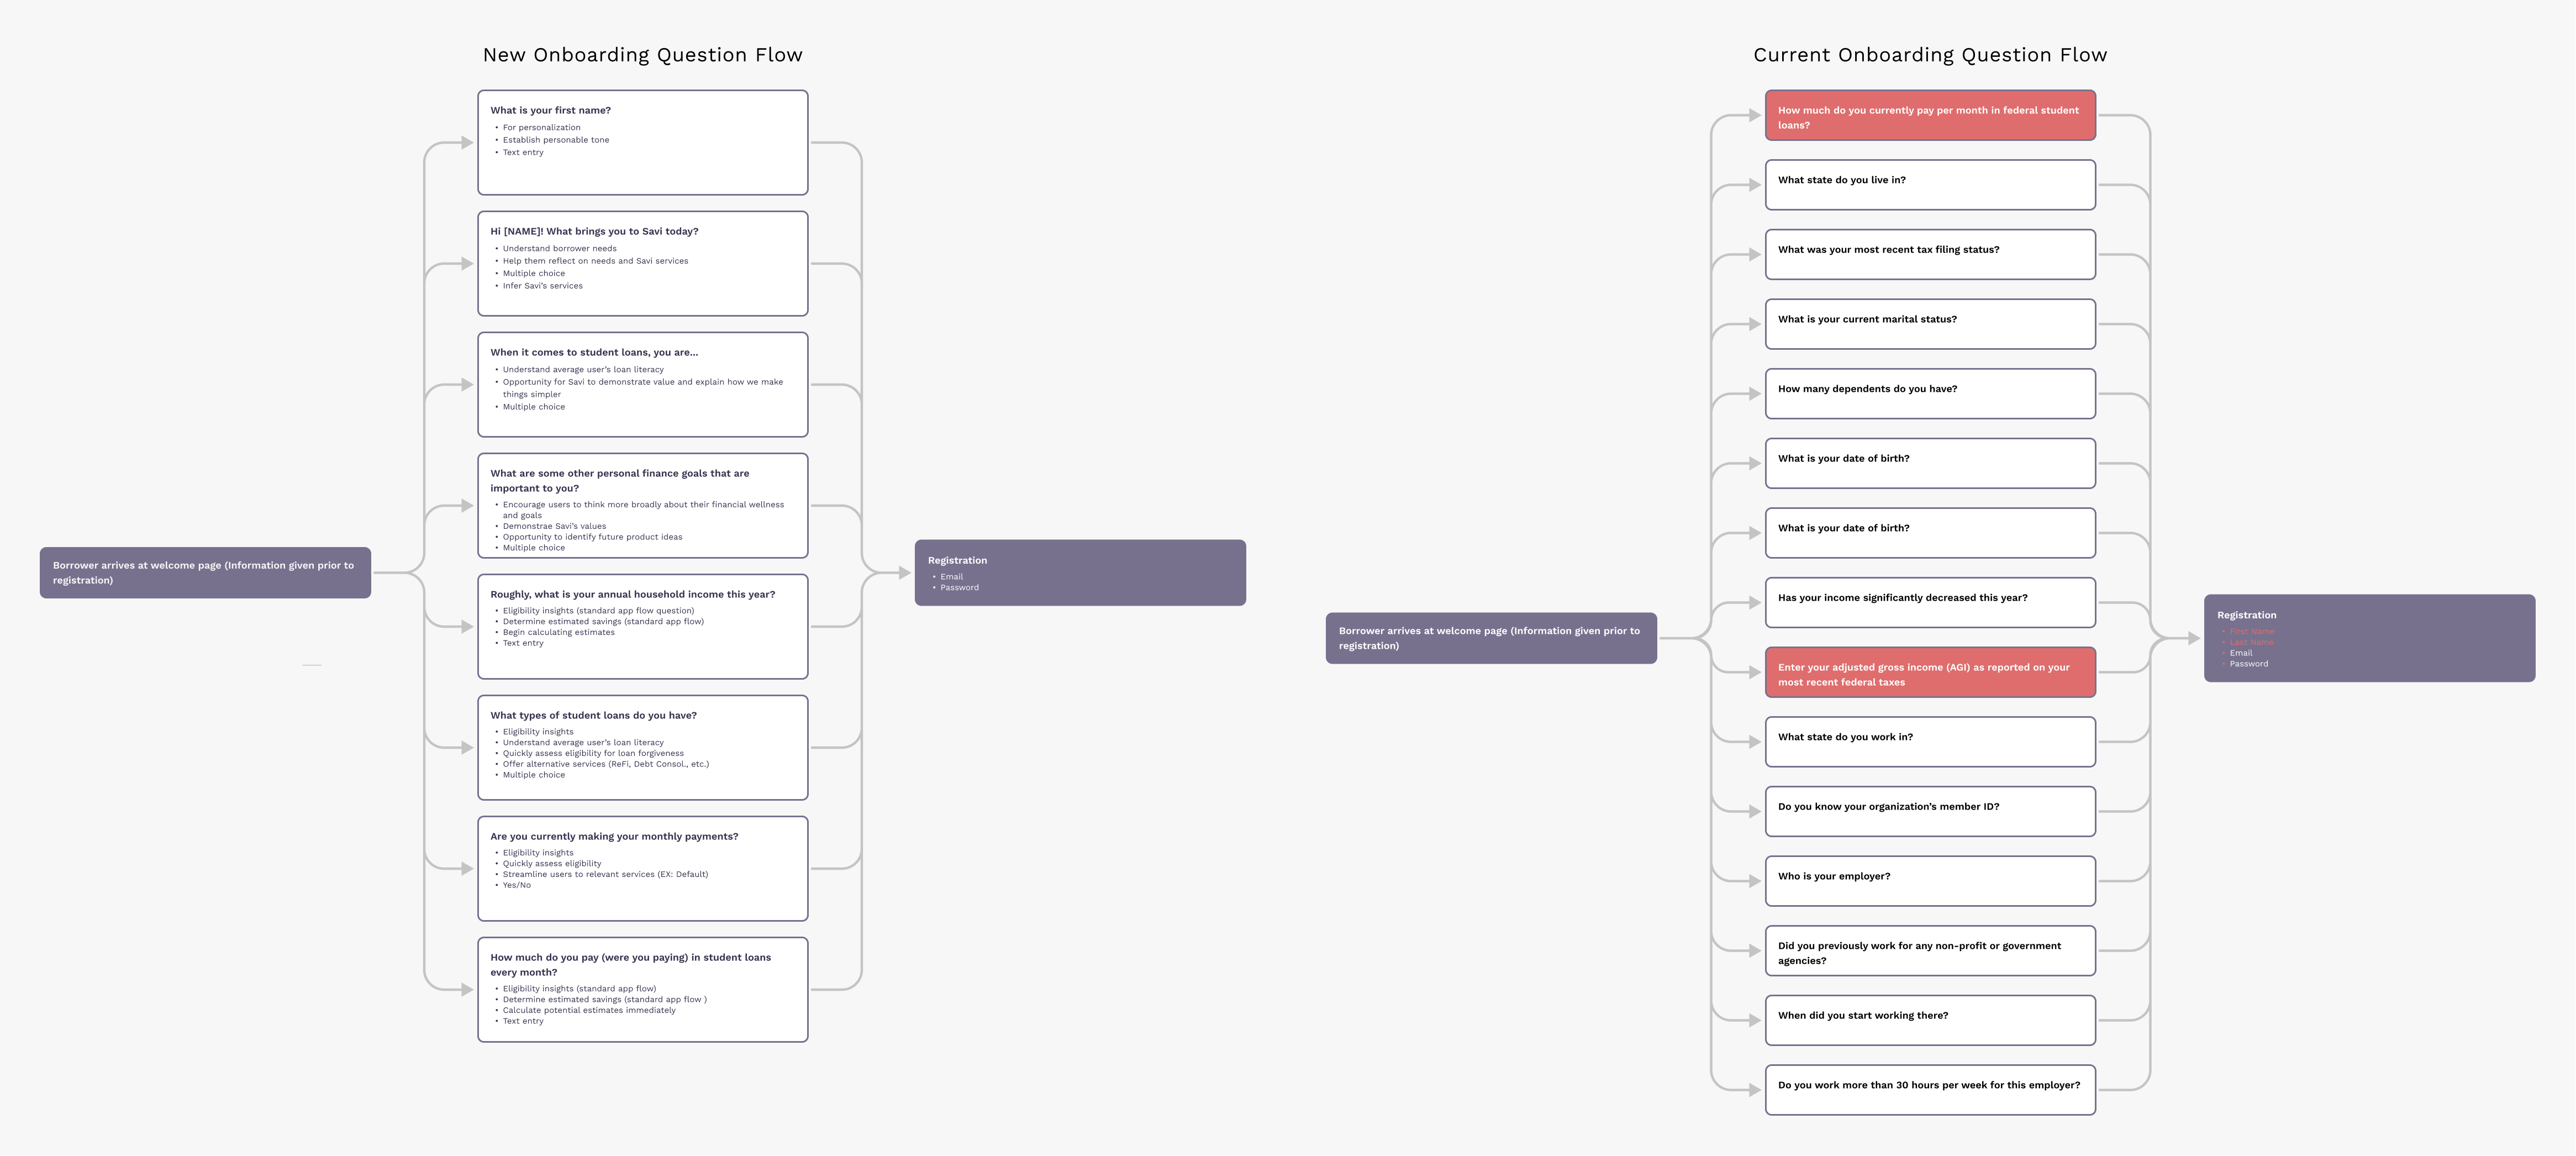 New Onboarding Question Flow
What is your first name?
• For personalization
• Establish personable tone
• Text entry
Hi [NAME]! What brings you to Savi today?
• Understand borrower needs
• Help them reflect on needs and Savi services
• Multiple choice
• Infer Savi's services
When it comes to student loans, you are...
• Understand average user's loan literacy
• Opportunity for Savi to demonstrate value and explain how we make
things simpler
• Multiple choice
What are some other personal finance goals that are
important to you?
• Encourage users to think more broadly about their financial wellness
and goals
• Demonstrae Savi's values
• Opportunity to identify future product ideas
• Multiple choice
Borrower arrives at welcome page (Information given prior to
registration)
Registration
• Email
• Password
Roughly, what is your annual household income this year?
• Eligibility insights (standard app flow question)
• Determine estimated savings (standard app flow)
• Begin calculating estimates
• Text entry
What types of student loans do you have?
• Eligibility insights
• Understand average user's loan literacy
• Quickly assess eligibility for loan forgiveness
• Offer alternative services (ReFi, Debt Consol., etc.)
• Multiple choice
Are you currently making your monthly payments?
• Eligibility insights
• Quickly assess eligibility
• Streamline users to relevant services (EX: Default)
• Yes/No
How much do you pay (were you paying) in student loans
every month?
• Eligibility insights (standard app flow)
• Determine estimated savings (standard app flow )
• Calculate potential estimates immediately
• Text entry
Current Onboarding Question Flow
How much do you currently pay per month in federal student
loans?
What state do you live in?
What was your most recent tax filing status?
What is your current marital status?
How many dependents do you have?
What is your date of birth?
What is your date of birth?
Has your income significantly decreased this year?
Borrower arrives at welcome page (Information given prior to
registration)
Registration
• First Name
• Last Name
• Email
• Password
Enter your adjusted gross income (AGI) as reported on your
most recent federal taxes
What state do you work in?
Do you know your organization's member ID?
Who is your employer?
Did you previously work for any non-profit or government
agencies?
When did you start working there?
Do you work more than 30 hours per week for this employer?